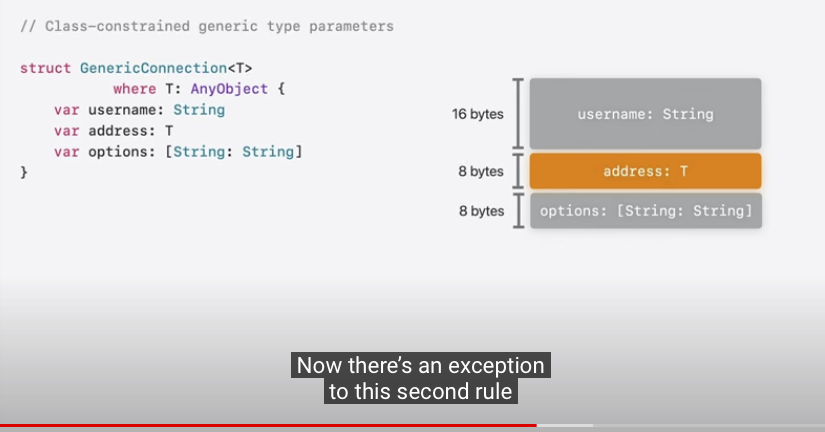 // Class-constrained generic type parameters
struct GenericConnection<T>
where T: AnyObject {
var username: String
var address: T
var options: [String: String]
}
16 bytes
username: String
8 bytes
address: T
8 bytes
options: [String: String]
Now there's an exception
to this second rule